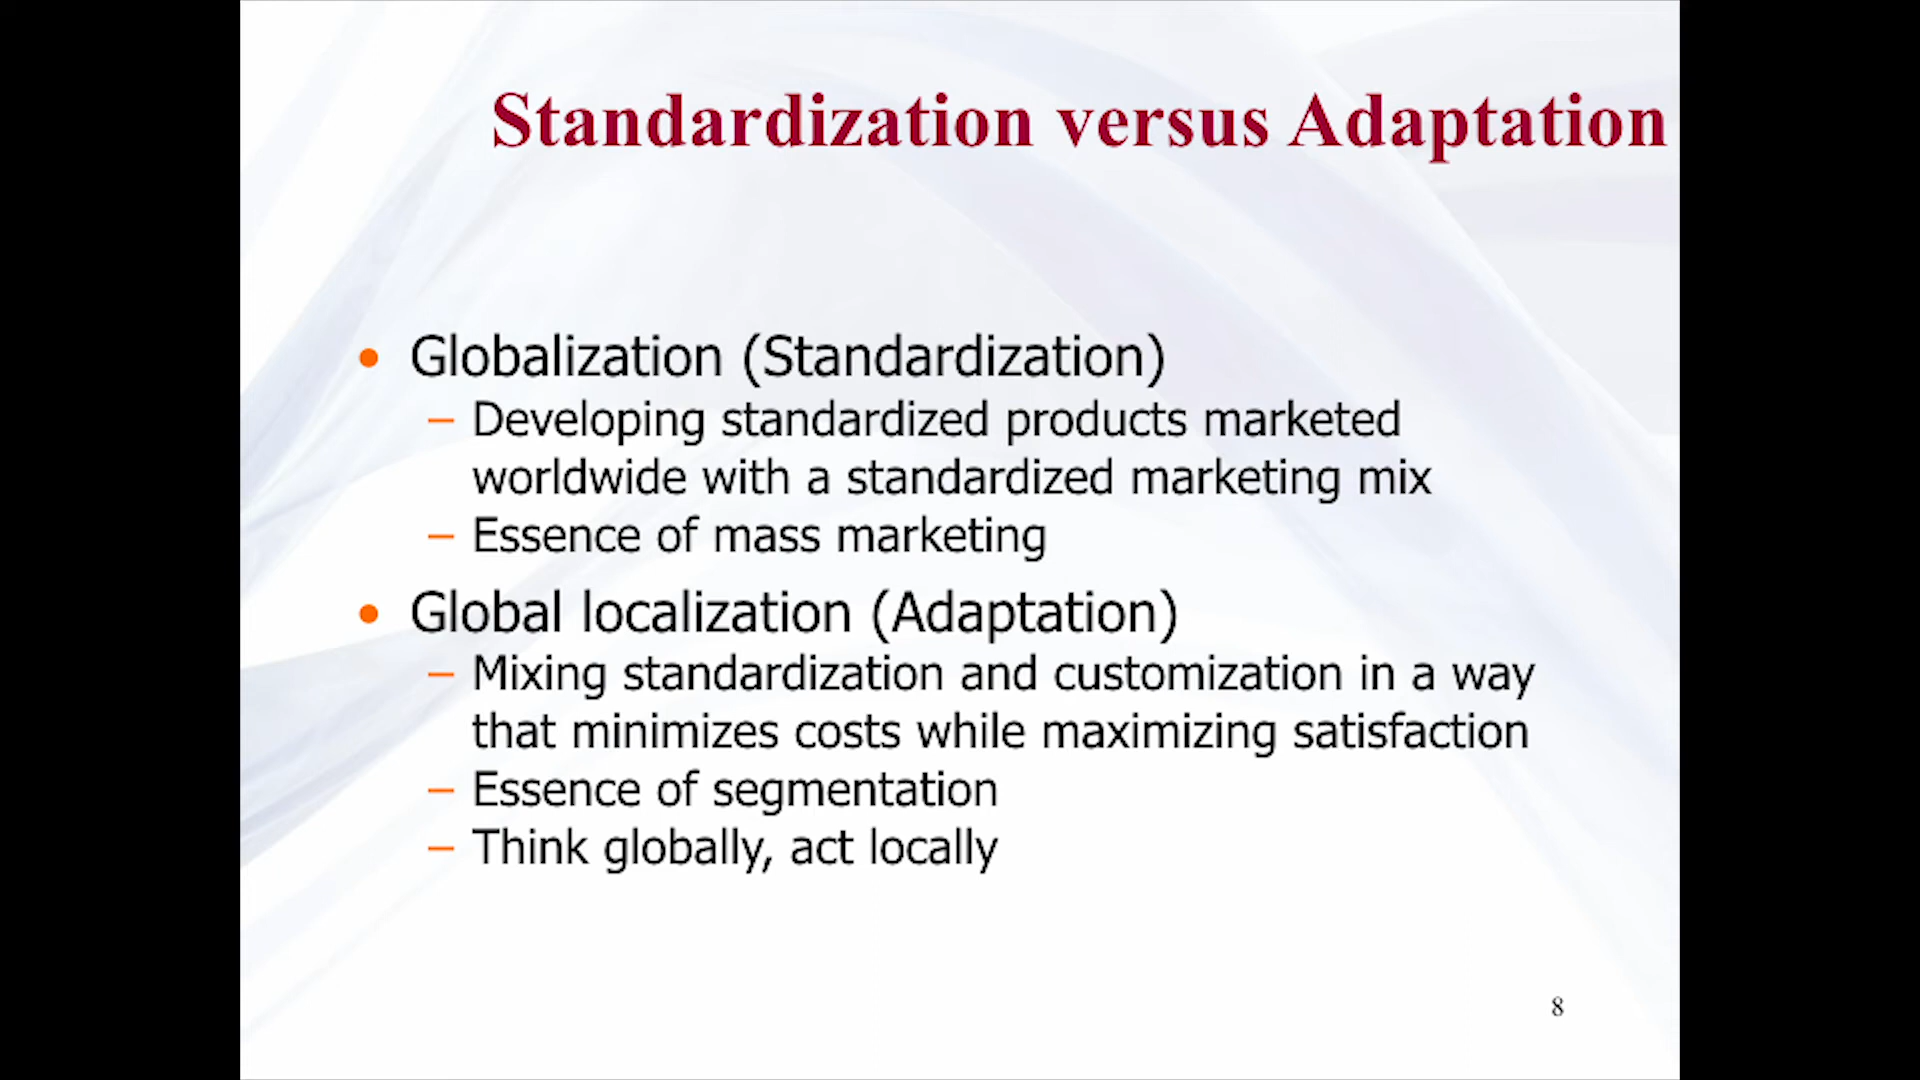 Standardization versus Adaptation
• Globalization (Standardization)
– Developing standardized products marketed
worldwide with a standardized marketing mix
– Essence of mass marketing
• Global localization (Adaptation)
– Mixing standardization and customization in a way
that minimizes costs while maximizing satisfaction
– Essence of segmentation
– Think globally, act locally
8